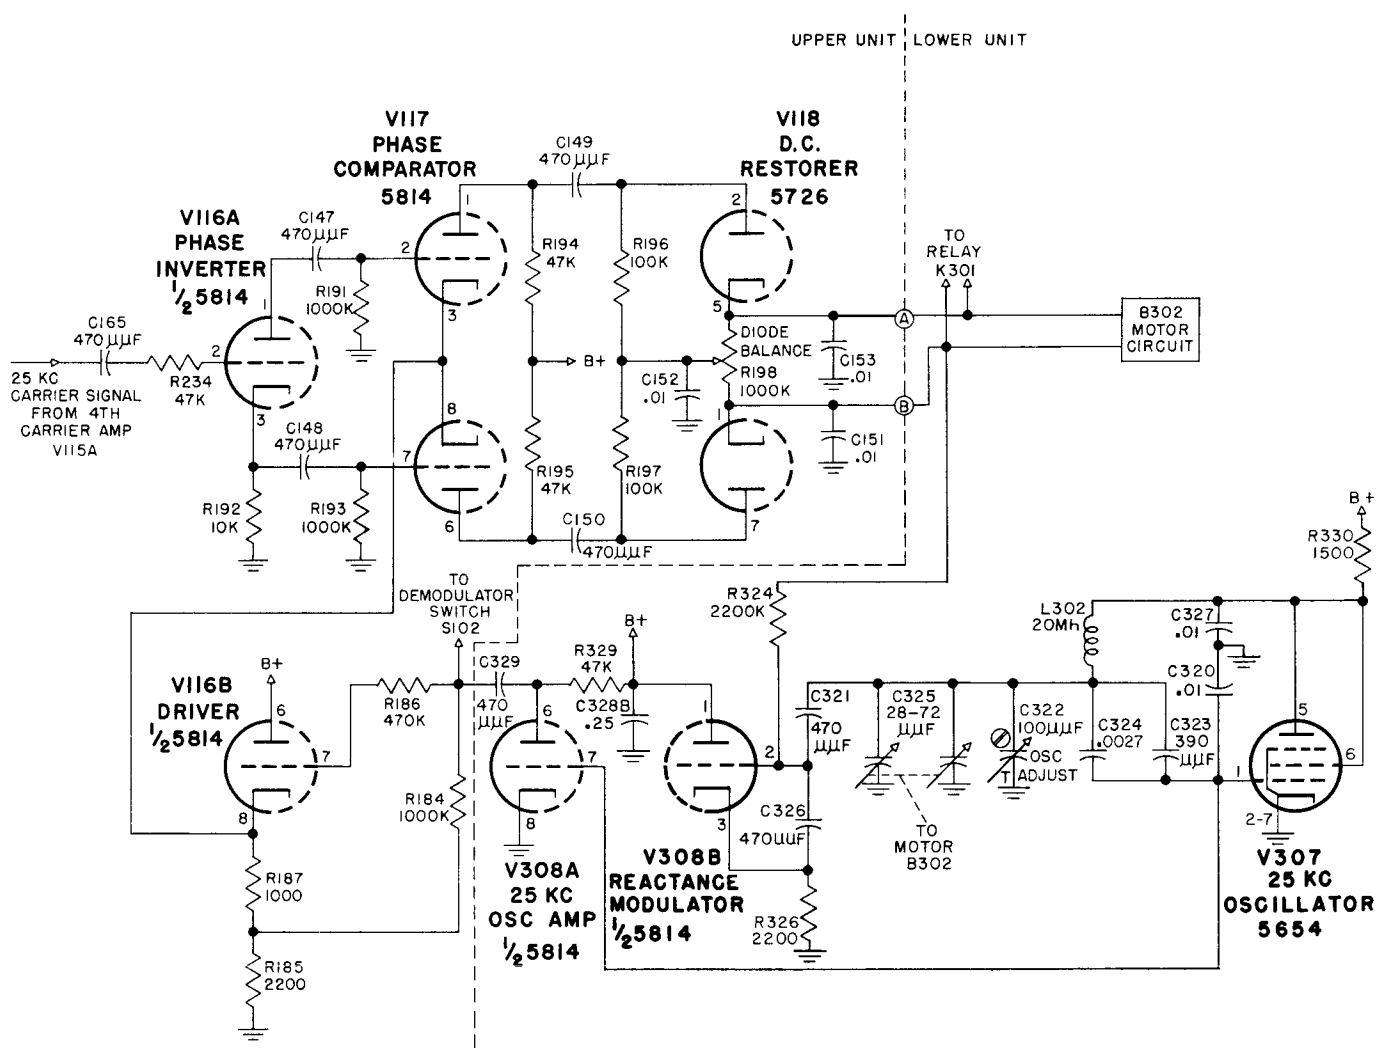 UPPER UNIT
LOWER UNIT
V117
PHASE
COMPARATOR
5814
C149
470μμF
V118
D.C.
RESTORER
5726
V116A
PHASE
INVERTER
1/2 5814
C147
470μμF
2
1
3
R191
1000K
R194
47K
R196
100K
2
5
TO
RELAY
K301
A
B302
MOTOR
CIRCUIT
C165
470μμF
2
1
3
R234
47K
25 KC
CARRIER SIGNAL
FROM 4TH
CARRIER AMP
V115A
B+
C152
.01
DIODE
BALANCE
R198
1000K
C153
.01
B
C151
.01
C148
470μμF
7
8
6
R192
10K
R193
1000K
R195
47K
R197
100K
1
7
C150
470μμF
B+
R330
1500
TO
DEMODULATOR
SWITCH
S102
R324
2200K
L302
20Mh
C327
.01
C320
.01
V116B
DRIVER
1/2 5814
B+
6
7
8
R186
470K
C329
470
μμF
R329
47K
B+
C328B
.25
C321
470
μμF
C325
28-72
μμF
C322
100μμF
OSC
ADJUST
T
C324
.0027
C323
390
μμF
5
1
6
2-7
R184
1000K
6
7
8
1
2
3
C326
470μμF
TO
MOTOR
B302
R187
1000
R185
2200
V308A
25 KC
OSC AMP
1/2 5814
V308B
REACTANCE
MODULATOR
1/2 5814
R326
2200
V307
25 KC
OSCILLATOR
5654